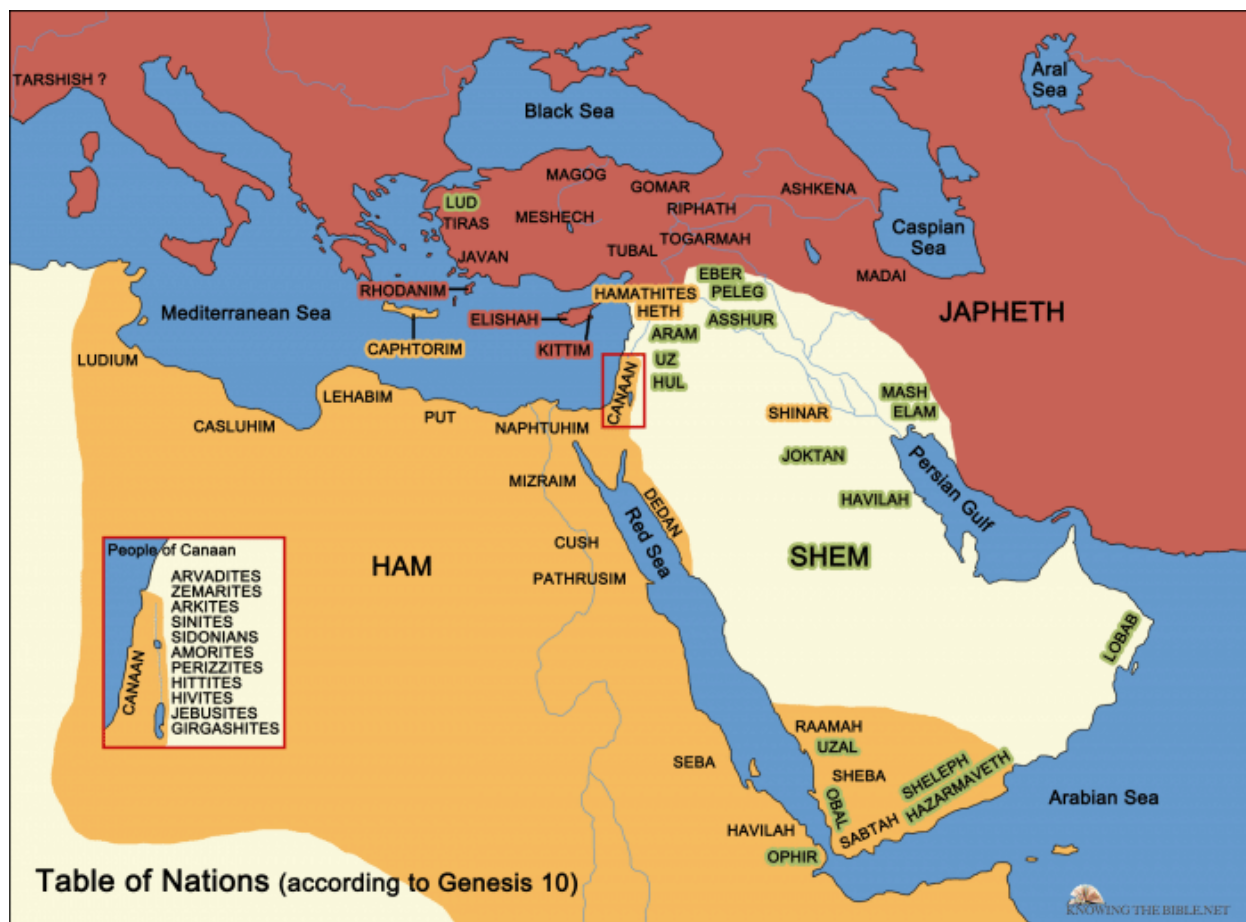 TARSHISH ?
Black Sea
Aral
Sea
MAGOG
GOMAR
ASHKENA
LUD
TIRAS
MESHECH
RIPHATH
TOGARMAH
TUBAL
JAVAN
Caspian
Sea
MADAI
JAPHETH
EBER
PELEG
RHODANIM
HAMATHITES
HETH
Mediterranean Sea
ELISHAH
ASSHUR
ARAM
CAPHTORIM
KITTIM
LUDIUM
UZ
HUL
CANAAN
LEHABIM
MASH
ELAM
PUT
SHINAR
CASLUHIM
NAPHTUHIM
JOKTAN
Persian Gulf
MIZRAIM
DEDAN
HAVILAH
Red Sea
CUSH
HAM
PATHRUSIM
SHEM
People of Canaan
ARVADITES
ZEMARITES
ARKITES
SINITES
SIDONIANS
AMORITES
PERIZZITES
HITTITES
HIVITES
JEBUSITES
GIRGASHITES
CANAAN
LOBAB
RAAMAH
UZAL
SEBA
SHEBA
SHELEPH
HAZARMAVETH
OBAL
Arabian Sea
HAVILAH
SABTAH
OPHIR
Table of Nations (according to Genesis 10)
KNOWING THE BIBLE.NET